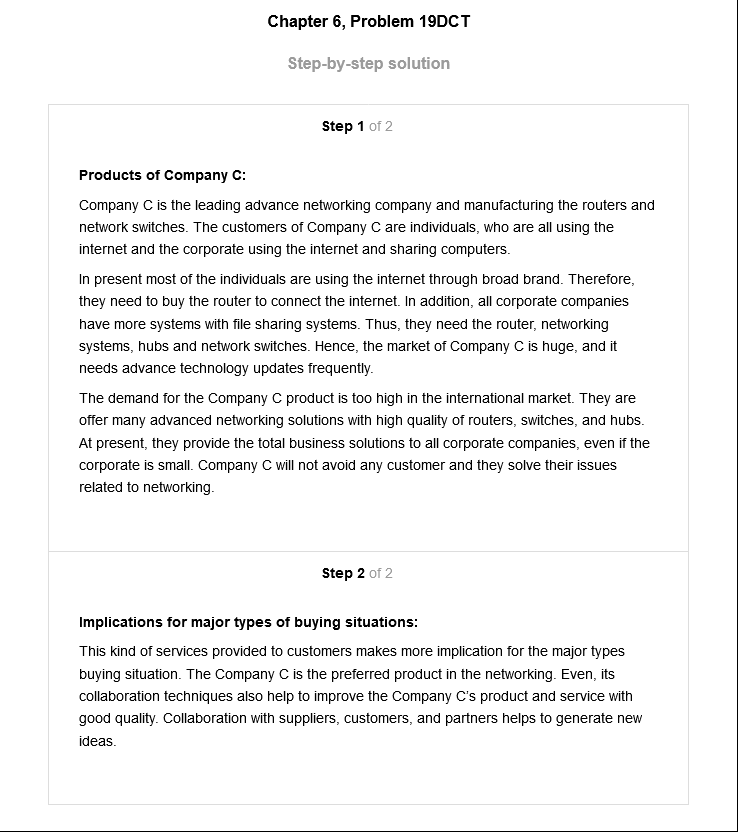 Chapter 6, Problem 19DCT
Step-by-step solution
Step 1 of 2
Products of Company C:
Company C is the leading advance networking company and manufacturing the routers and
network switches. The customers of Company C are individuals, who are all using the
internet and the corporate using the internet and sharing computers.
In present most of the individuals are using the internet through broad brand. Therefore,
they need to buy the router to connect the internet. In addition, all corporate companies
have more systems with file sharing systems. Thus, they need the router, networking
systems, hubs and network switches. Hence, the market of Company C is huge, and it
needs advance technology updates frequently.
The demand for the Company C product is too high in the international market. They are
offer many advanced networking solutions with high quality of routers, switches, and hubs.
At present, they provide the total business solutions to all corporate companies, even if the
corporate is small. Company C will not avoid any customer and they solve their issues
related to networking.
Step 2 of 2
Implications for major types of buying situations:
This kind of services provided to customers makes more implication for the major types
buying situation. The Company C is the preferred product in the networking. Even, its
collaboration techniques also help to improve the Company C's product and service with
good quality. Collaboration with suppliers, customers, and partners helps to generate new
ideas.